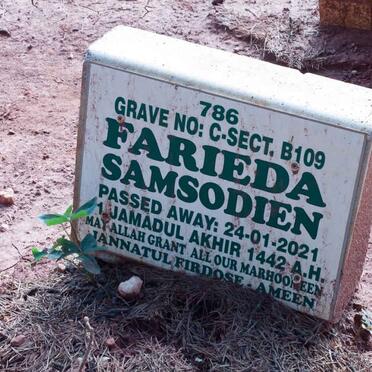 786
GRAVE NO: C-SECT. B109
FARIEDA
SAMSODIEN
PASSED AWAY: 24-01-2021
JAMADUL AKHIR 1442 A.H.
MAY ALLAH GRANT ALL OUR MARHOOMEEN
JANNATUL FIRDOSE, AMEEN